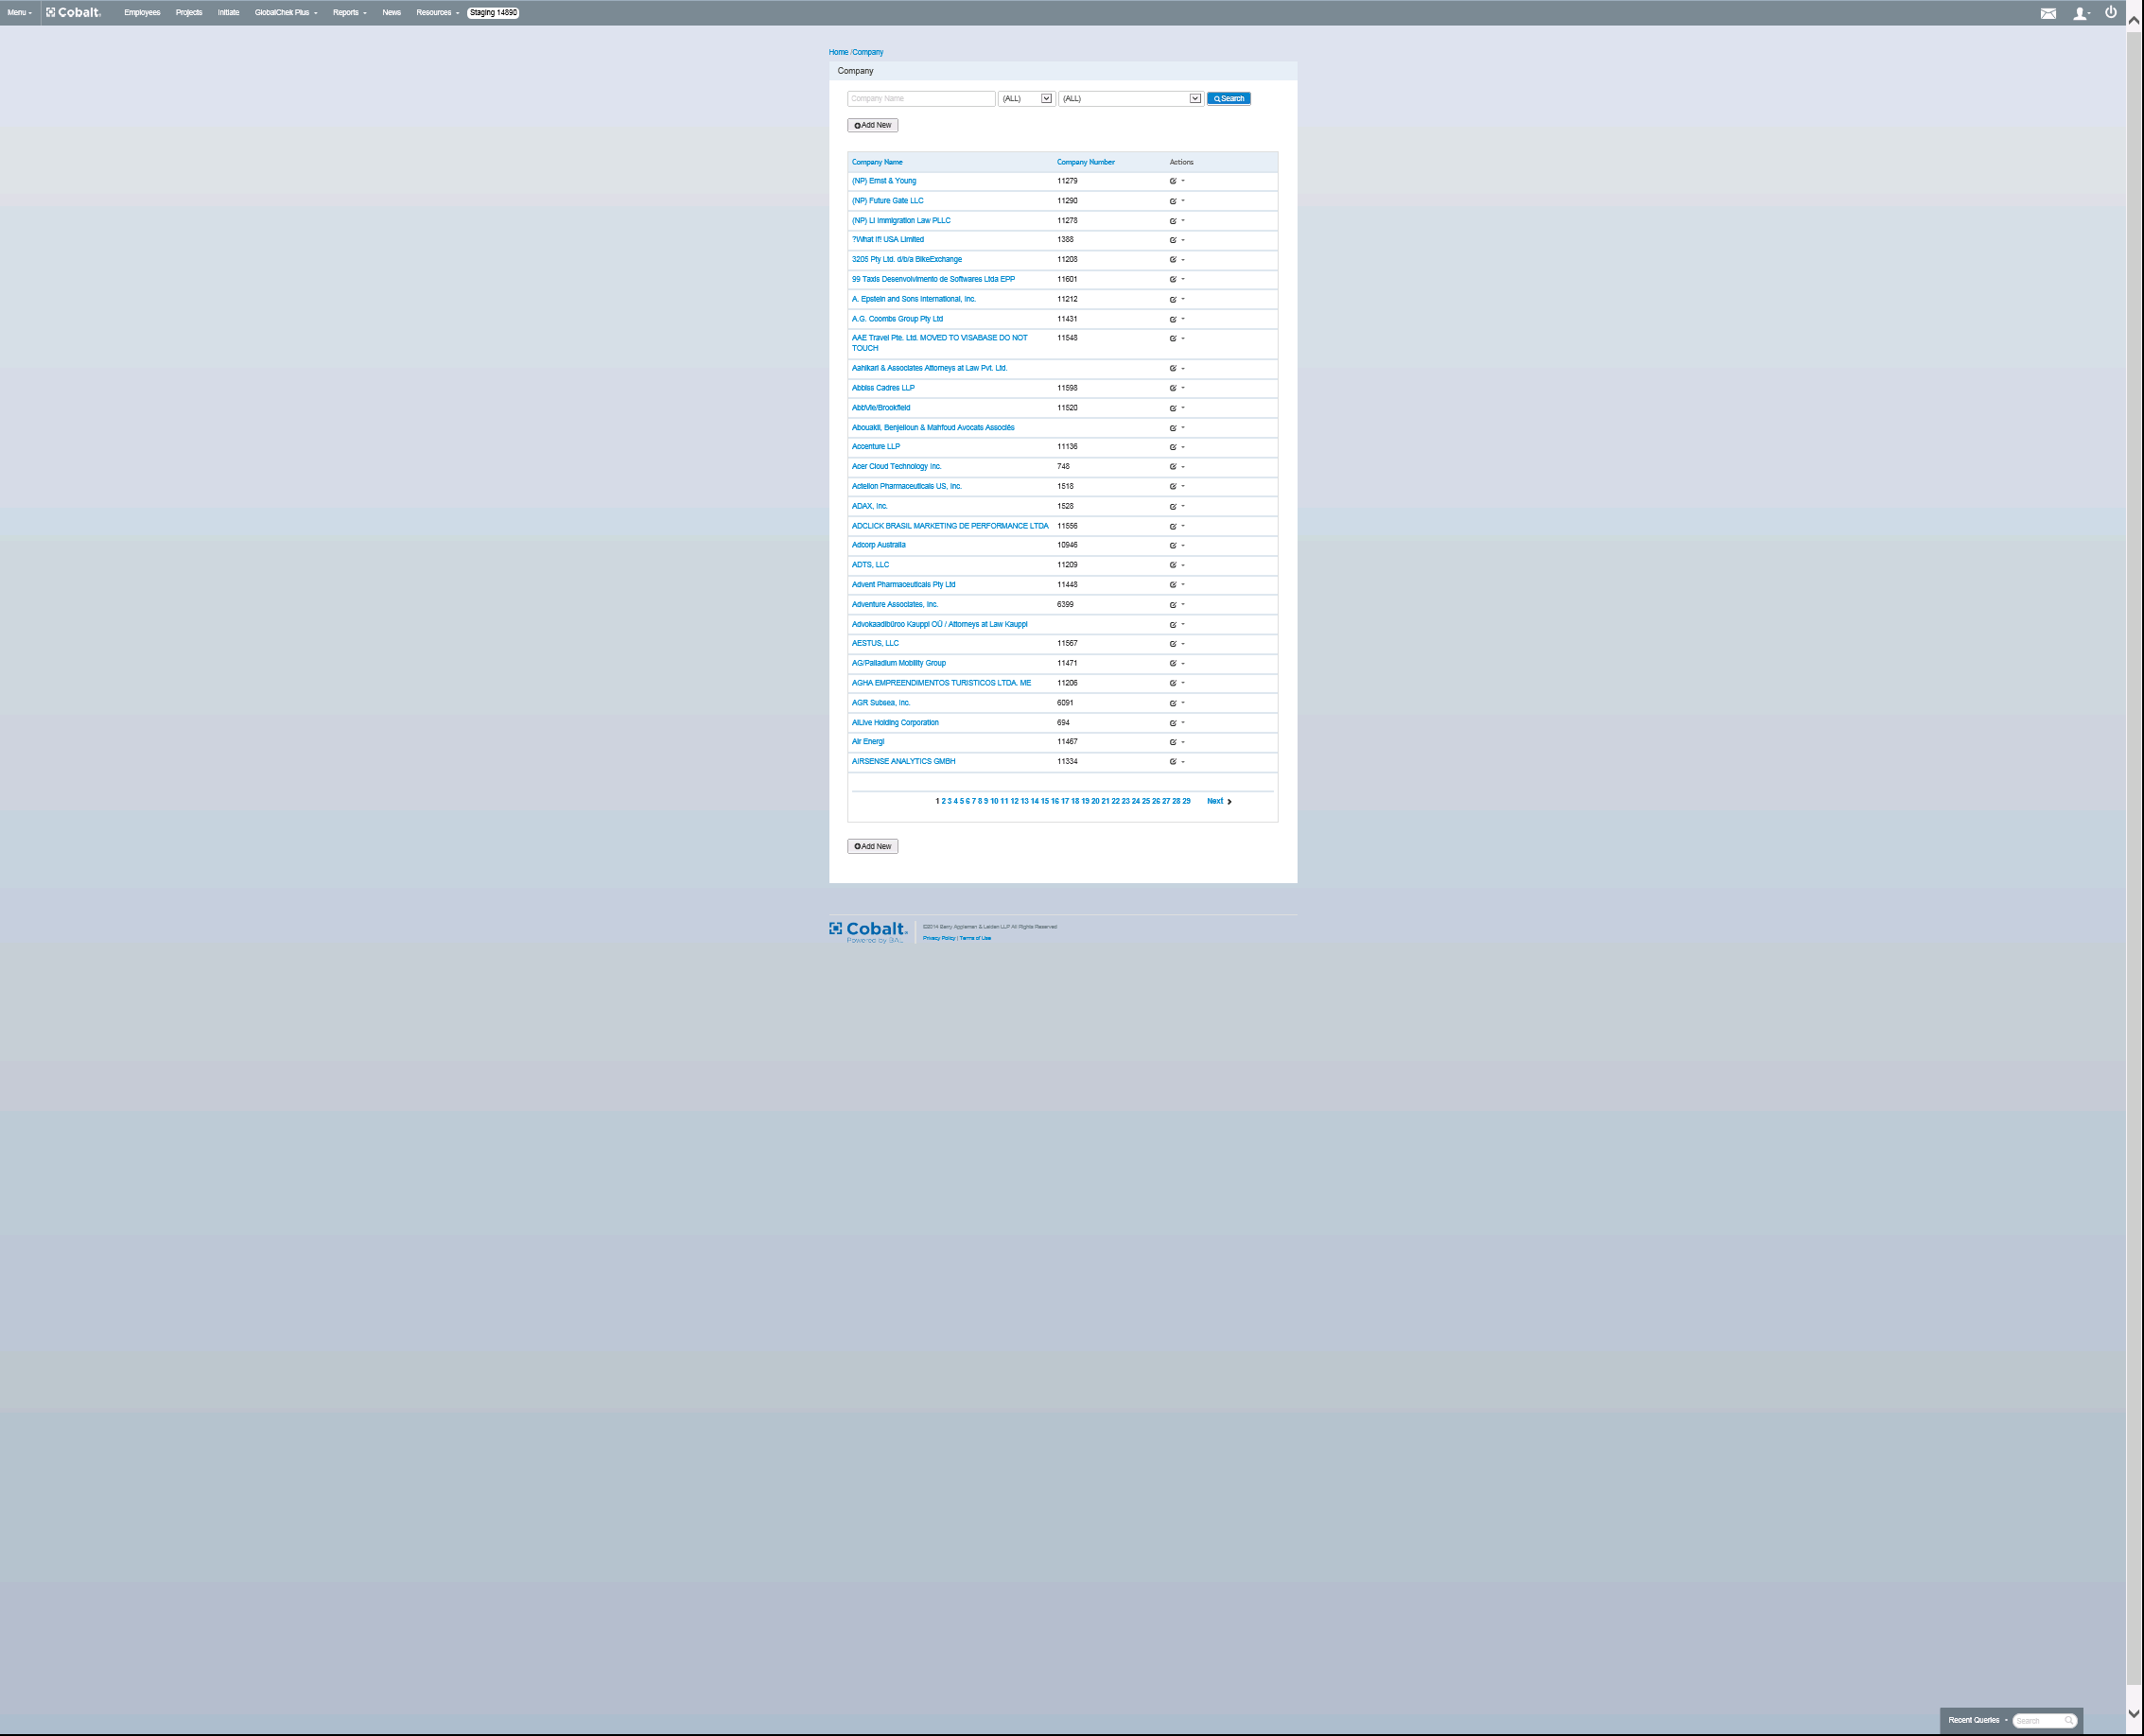 Menu
Cobalt.
Employees
Projects
Initiate
GlobalChek Plus
Reports
News
Resources
Staging 14890
Home /Company
Company
Company Name
(ALL)
(ALL)
Search
Add New
Company Name Company Number Actions
(NP) Ernst & Young 11279
(NP) Future Gate LLC 11290
(NP) LI Immigration Law PLLC 11278
?What If! USA Limited 1388
3205 Pty Ltd. d/b/a BikeExchange 11208
99 Taxis Desenvolvimento de Softwares Ltda EPP 11601
A. Epstein and Sons International, Inc. 11212
A.G. Coombs Group Pty Ltd 11431
AAE Travel Pte. Ltd. MOVED TO VISABASE DO NOT 11548
TOUCH
Aahlkari & Associates Attorneys at Law Pvt. Ltd.
Abbiss Cadres LLP 11598
AbbVie/Brookfield 11520
Abouakil, Benjelloun & Mahfoud Avocats Associés
Accenture LLP 11136
Acer Cloud Technology Inc. 748
Actelion Pharmaceuticals US, Inc. 1518
ADAX, Inc. 1528
ADCLICK BRASIL MARKETING DE PERFORMANCE LTDA 11556
Adcorp Australia 10946
ADTS, LLC 11209
Advent Pharmaceuticals Pty Ltd 11448
Adventure Associates, Inc. 6399
Advokaadibüroo Kauppi OÜ / Attorneys at Law Kauppi
AESTUS, LLC 11567
AG/Palladium Mobility Group 11471
AGHA EMPREENDIMENTOS TURISTICOS LTDA. ME 11206
AGR Subsea, Inc. 6091
AiLive Holding Corporation 694
Air Energi 11467
AIRSENSE ANALYTICS GMBH 11334
1 2 3 4 5 6 7 8 9 10 11 12 13 14 15 16 17 18 19 20 21 22 23 24 25 26 27 28 29 Next
Add New
Cobalt.
Powered by BAL
©2014 Berry Appleman & Leiden LLP All Rights Reserved
Privacy Policy | Terms of Use
Recent Queries
Search